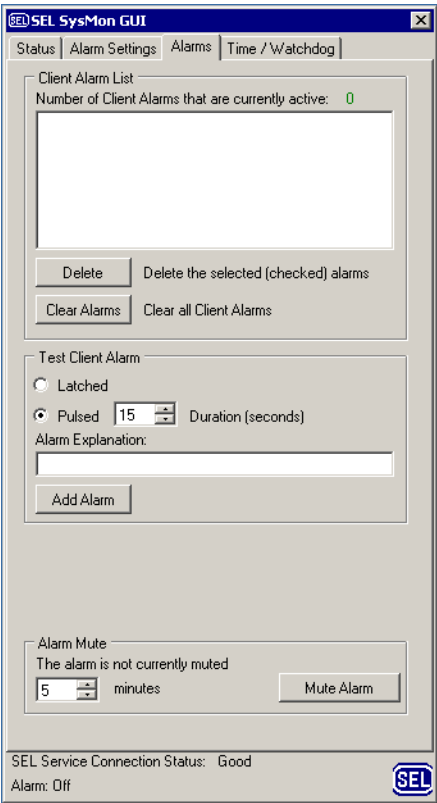 SEL SEL SysMon GUI
Status Alarm Settings Alarms Time / Watchdog
Client Alarm List
Number of Client Alarms that are currently active: 0
Delete Delete the selected (checked) alarms
Clear Alarms Clear all Client Alarms
Test Client Alarm
Latched
Pulsed 15 Duration (seconds)
Alarm Explanation:
Add Alarm
Alarm Mute
The alarm is not currently muted
5 minutes Mute Alarm
SEL Service Connection Status: Good
Alarm: Off
SEL